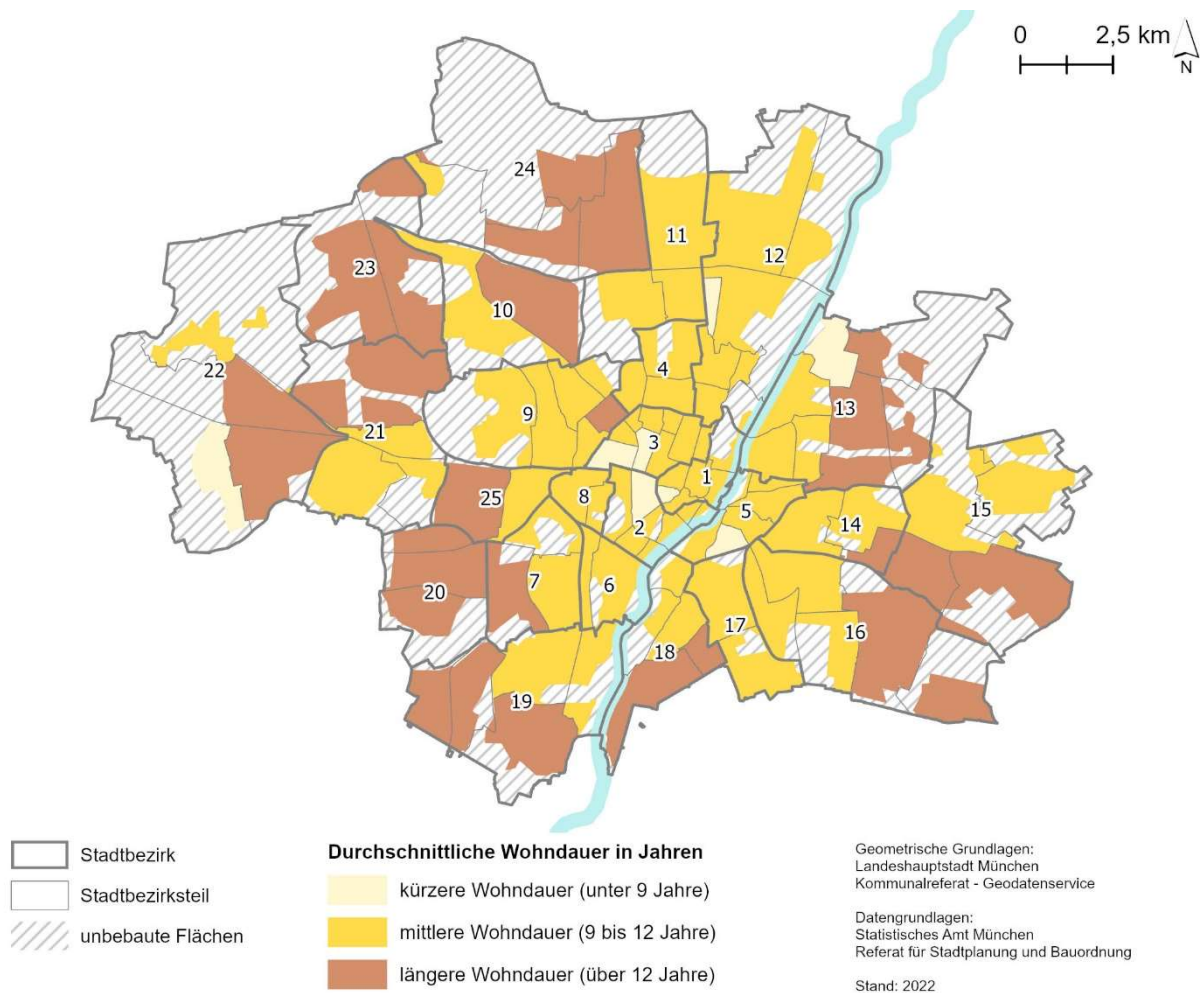 0 2,5 km
N
24
11
12
23
10
4
22
13
9
21
3
1
15
25
8
5
14
2
20
7
6
17
16
18
19
Stadtbezirk
Stadtbezirksteil
unbebaute Flächen
Durchschnittliche Wohndauer in Jahren
kürzere Wohndauer (unter 9 Jahre)
mittlere Wohndauer (9 bis 12 Jahre)
längere Wohndauer (über 12 Jahre)
Geometrische Grundlagen:
Landeshauptstadt München
Kommunalreferat - Geodatenservice
Datengrundlagen:
Statistisches Amt München
Referat für Stadtplanung und Bauordnung
Stand: 2022